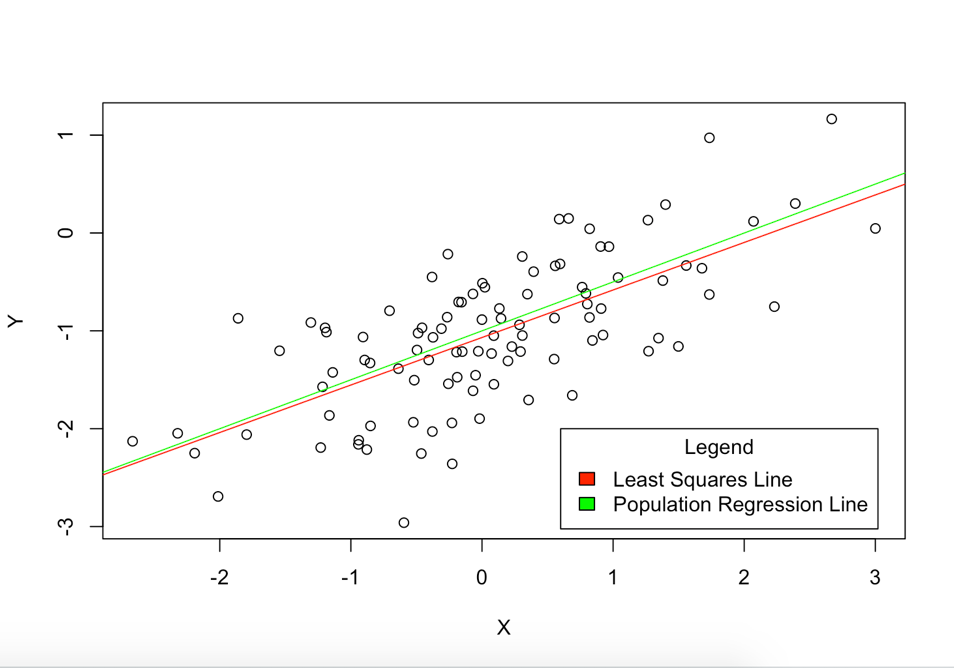 1
0
-1
-2
-3
Y
-2 -1 0 1 2 3
X
Legend
Least Squares Line
Population Regression Line